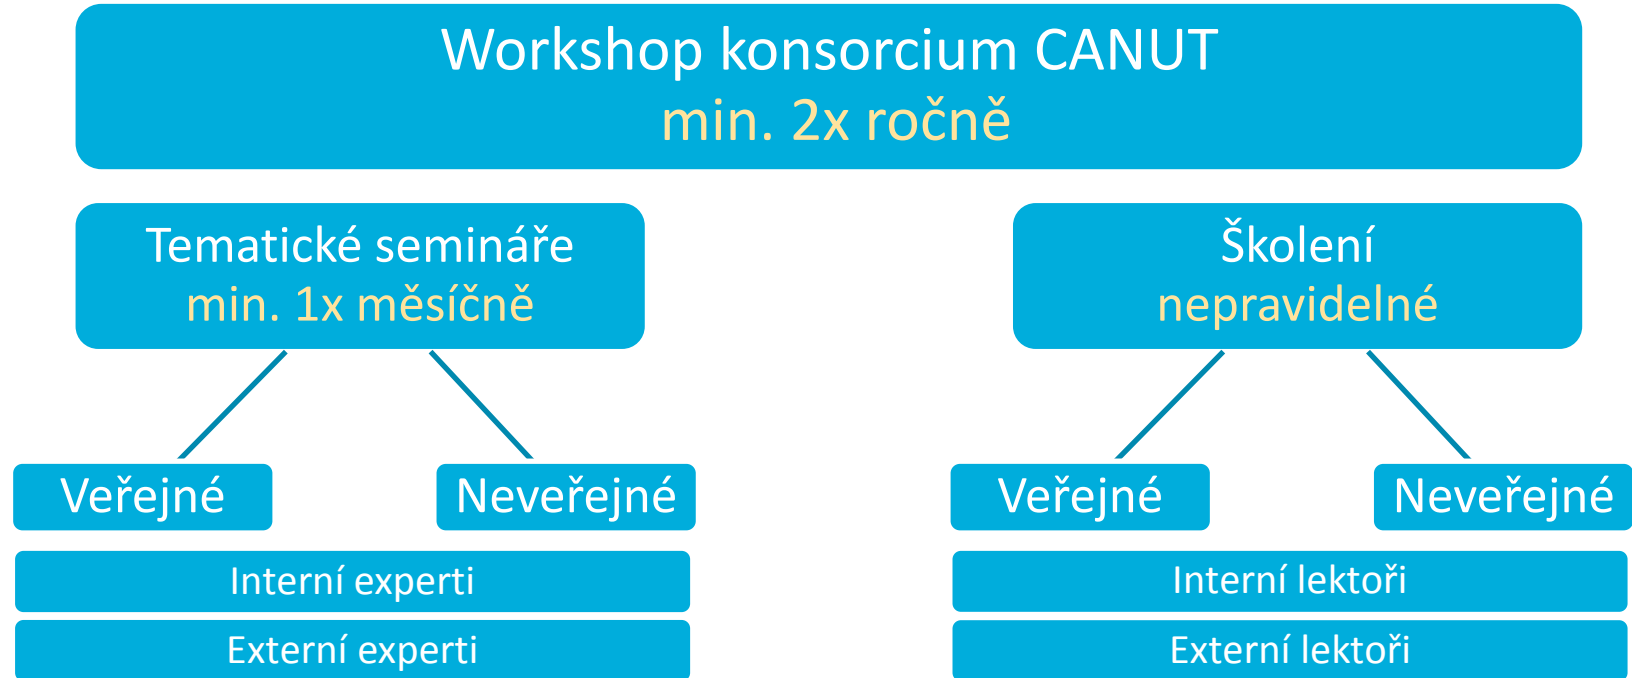 Workshop konsorcium CANUT
min. 2x ročně
Tematické semináře
min. 1x měsíčně
Veřejné
Neveřejné
Interní experti
Externí experti
Školení
nepravidelné
Veřejné
Neveřejné
Interní lektoři
Externí lektoři